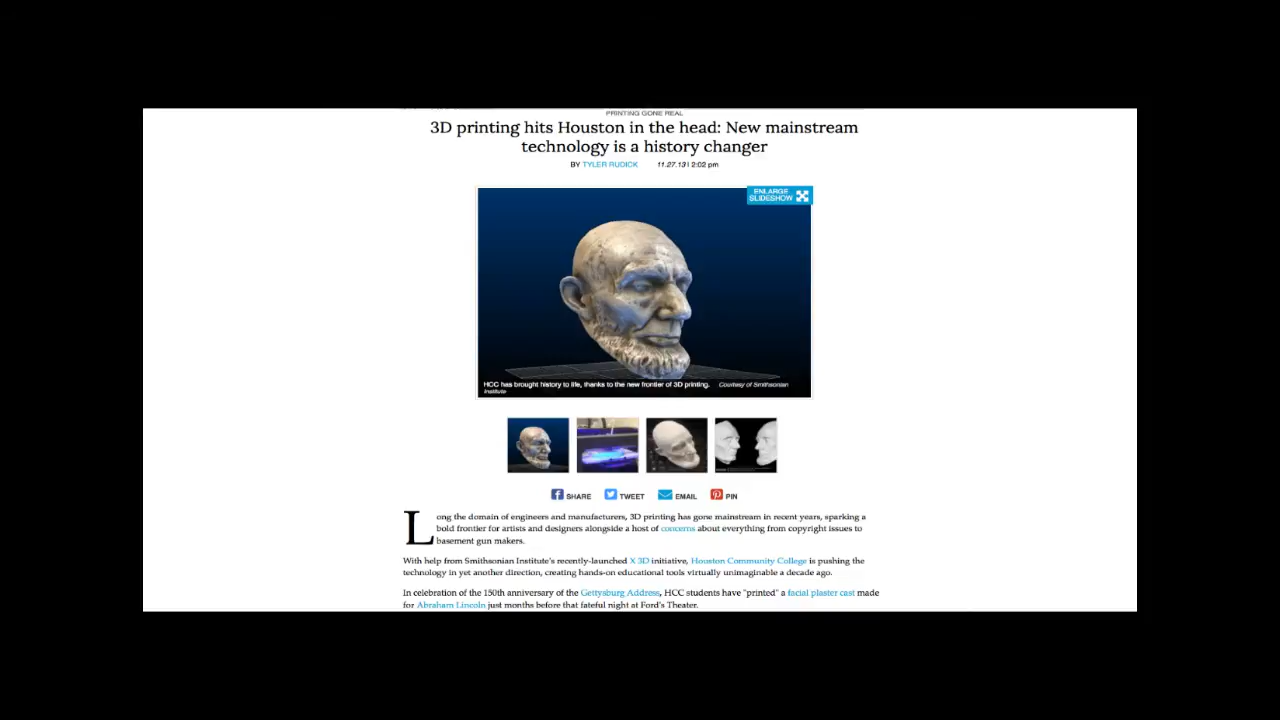 PRINTING GONE REAL
3D printing hits Houston in the head: New mainstream
technology is a history changer
BY TYLER RUDICK 11.27.13 | 2:02 pm
ENLARGE
SLIDESHOW
HCC has brought history to life, thanks to the new frontier of 3D printing. Courtesy of Smithsonian
Institute
SHARE TWEET EMAIL PIN
Long the domain of engineers and manufacturers, 3D printing has gone mainstream in recent years, sparking a
bold frontier for artists and designers alongside a host of concerns about everything from copyright issues to
basement gun makers.
With help from Smithsonian Institute's recently-launched X 3D initiative, Houston Community College is pushing the
technology in yet another direction, creating hands-on educational tools virtually unimaginable a decade ago.
In celebration of the 150th anniversary of the Gettysburg Address, HCC students have "printed" a facial plaster cast made
for Abraham Lincoln just months before that fateful night at Ford's Theater.